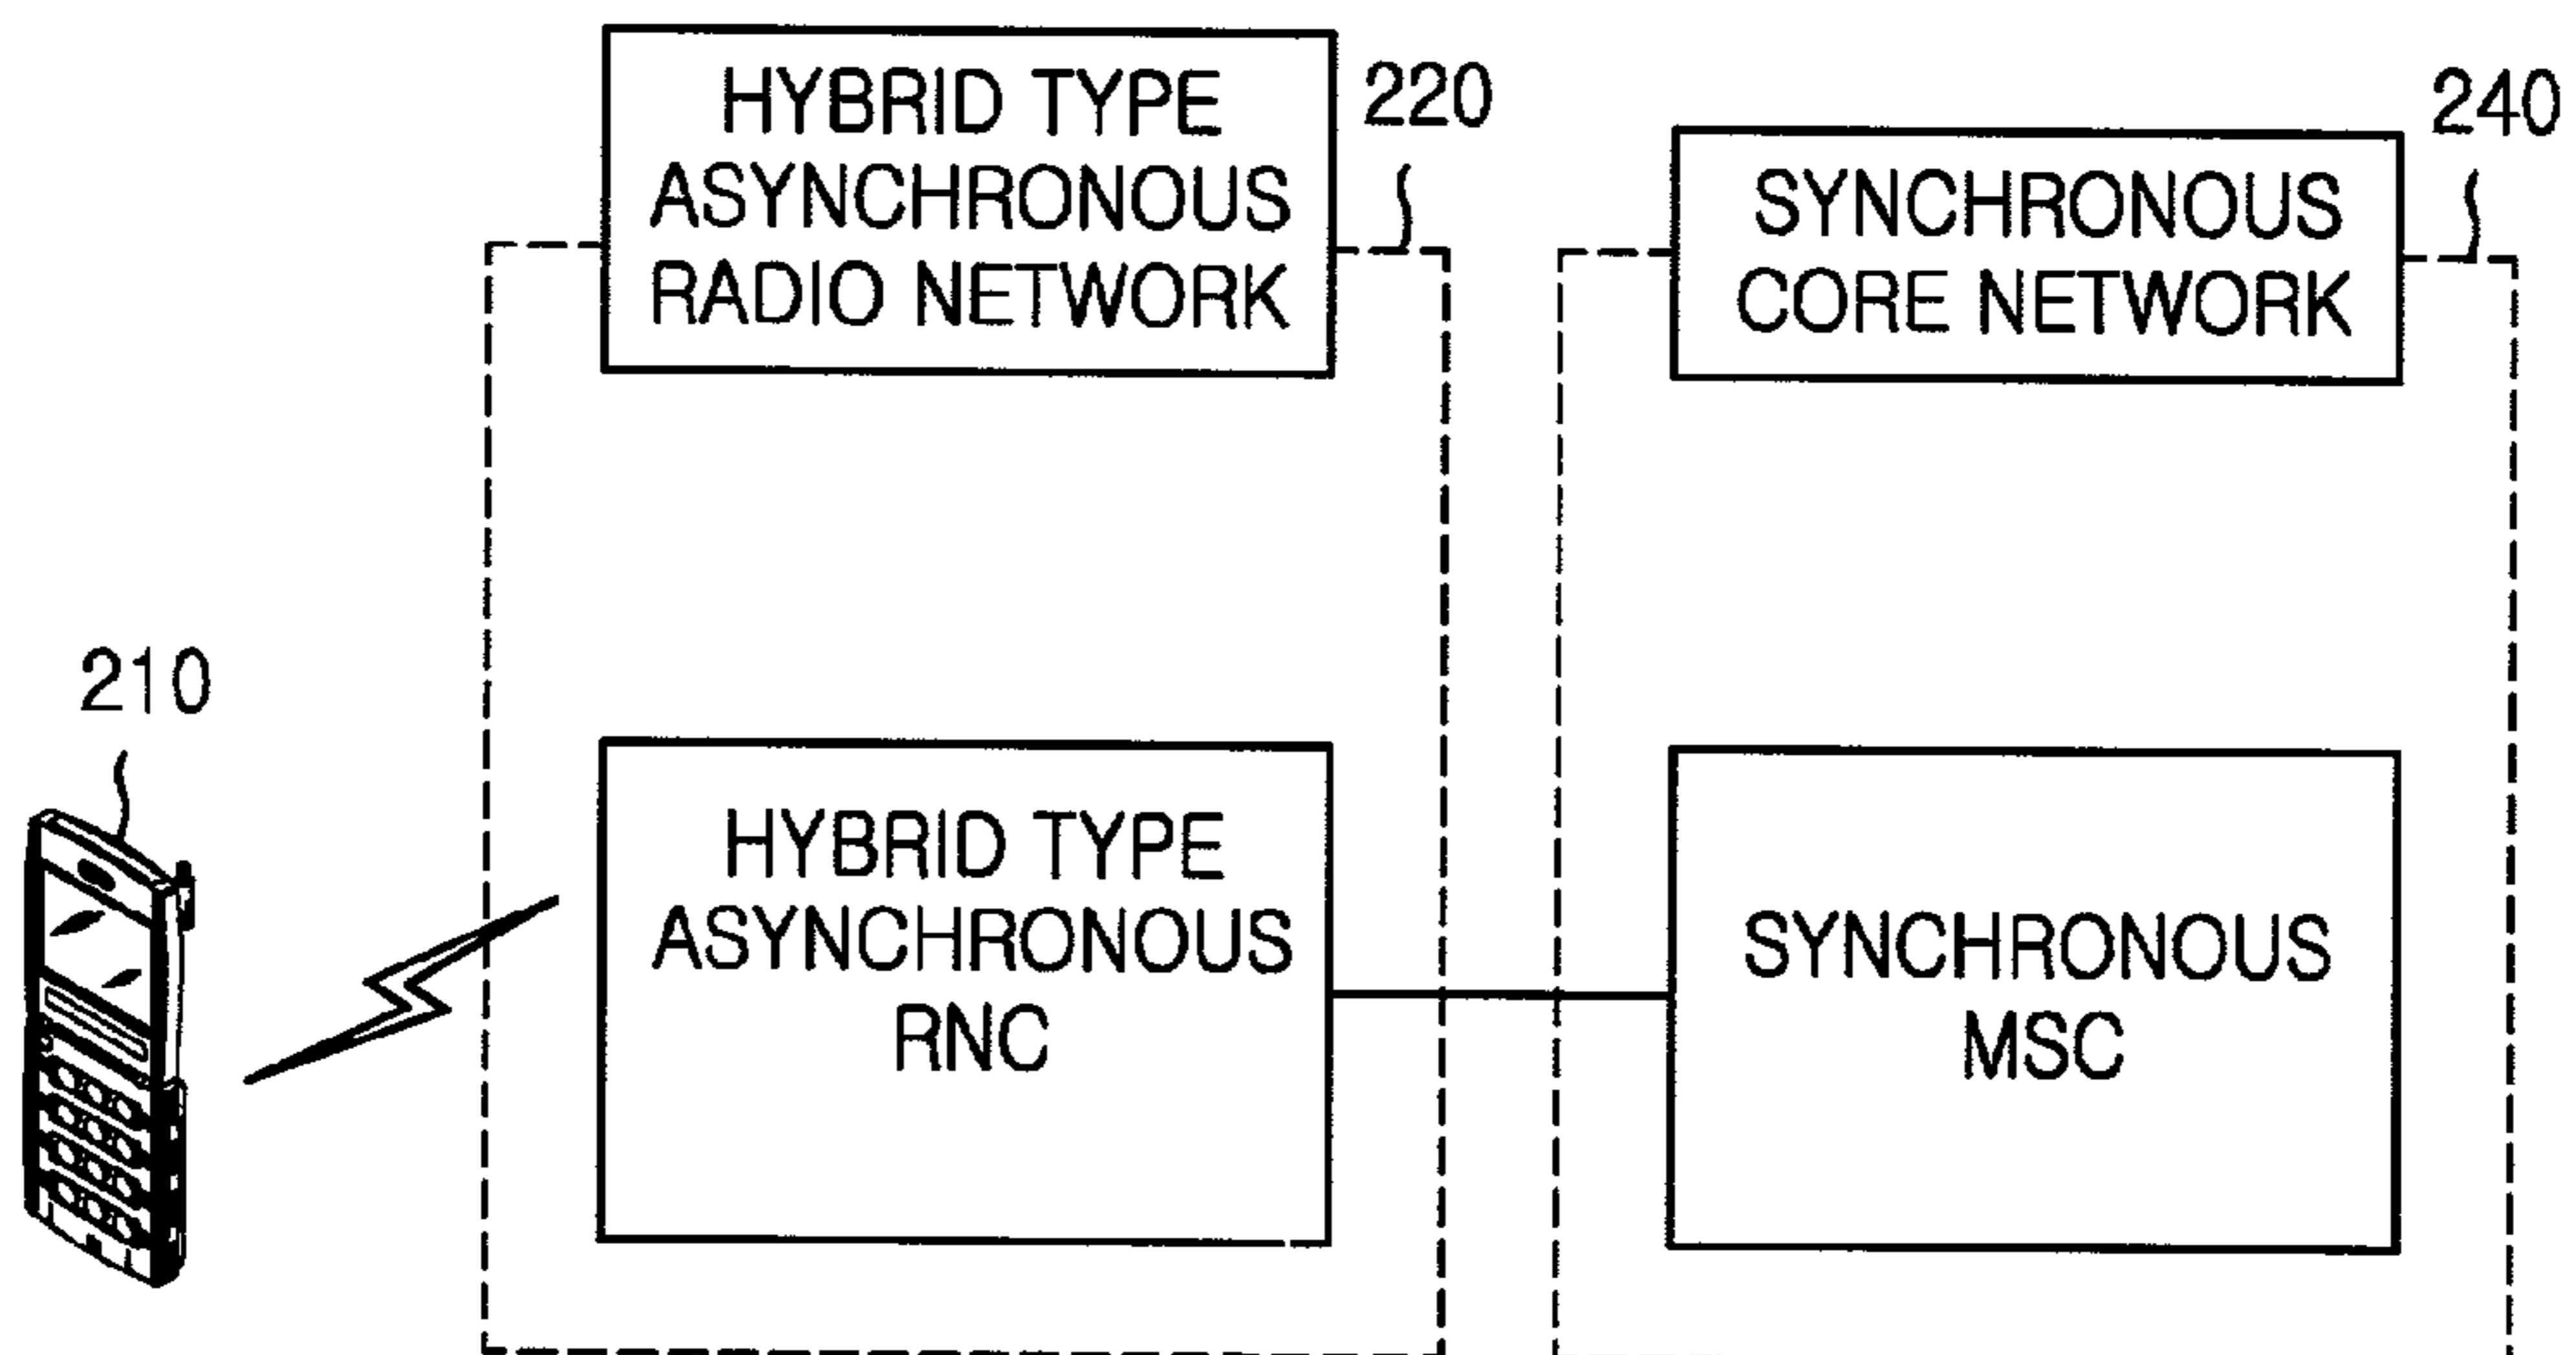 HYBRID TYPE
ASYNCHRONOUS
RADIO NETWORK
220
SYNCHRONOUS
CORE NETWORK
240
210
HYBRID TYPE
ASYNCHRONOUS
RNC
SYNCHRONOUS
MSC